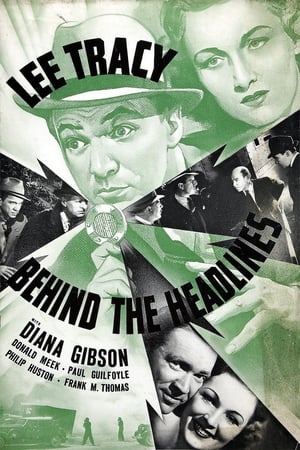 LEE TRACY
BEHIND THE HEADLINES
WITH
DIANA GIBSON
DONALD MEEK · PAUL GUILFOYLE
PHILIP HUSTON · FRANK M. THOMAS